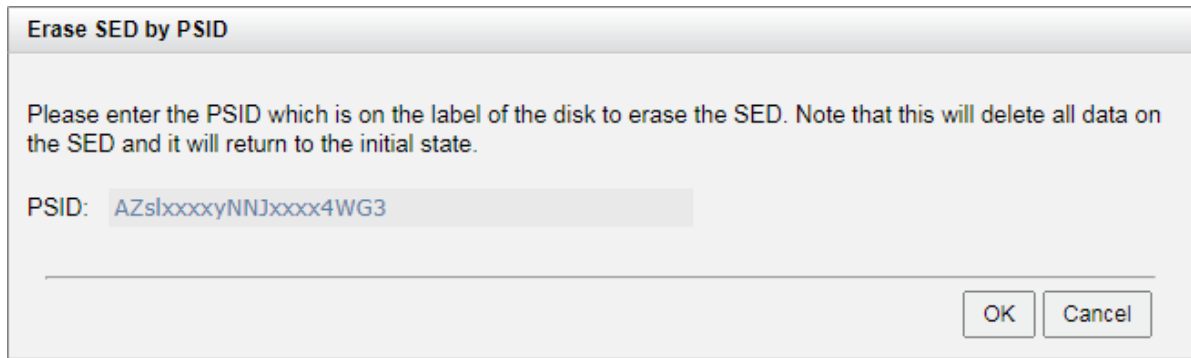 Erase SED by PSID
Please enter the PSID which is on the label of the disk to erase the SED. Note that this will delete all data on
the SED and it will return to the initial state.
PSID: AZslxxxxyNNJxxxx4WG3
OK Cancel